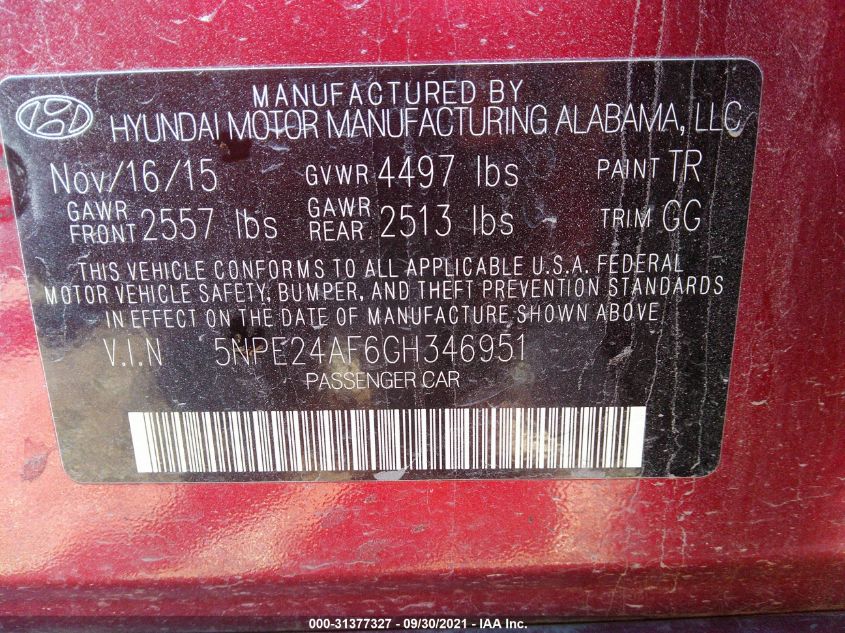 MANUFACTURED BY
HYUNDAI MOTOR MANUFACTURING ALABAMA, LLC
Nov/16/15 GVWR 4497 lbs PAINT TR
GAWR FRONT 2557 lbs GAWR REAR 2513 lbs TRIM GG
THIS VEHICLE CONFORMS TO ALL APPLICABLE U.S.A. FEDERAL
MOTOR VEHICLE SAFETY, BUMPER, AND THEFT PREVENTION STANDARDS
IN EFFECT ON THE DATE OF MANUFACTURE SHOWN ABOVE
V.I.N 5NPE24AF6GH346951
PASSENGER CAR
000-31377327 - 09/30/2021 - IAA Inc.